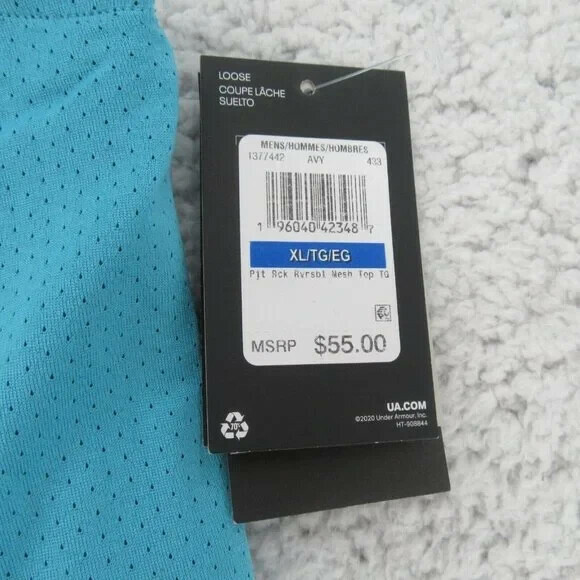 LOOSE
COUPE LÂCHE
SUELTO
MENS/HOMMES/HOMBRES
1377442 AVY 433
1 96040 42348 7
XL/TG/EG
Pjt Rck Rvrsbl Mesh Top TG
MSRP $55.00
70%
UA.COM
©2020 Under Armour, Inc.
HT-908844